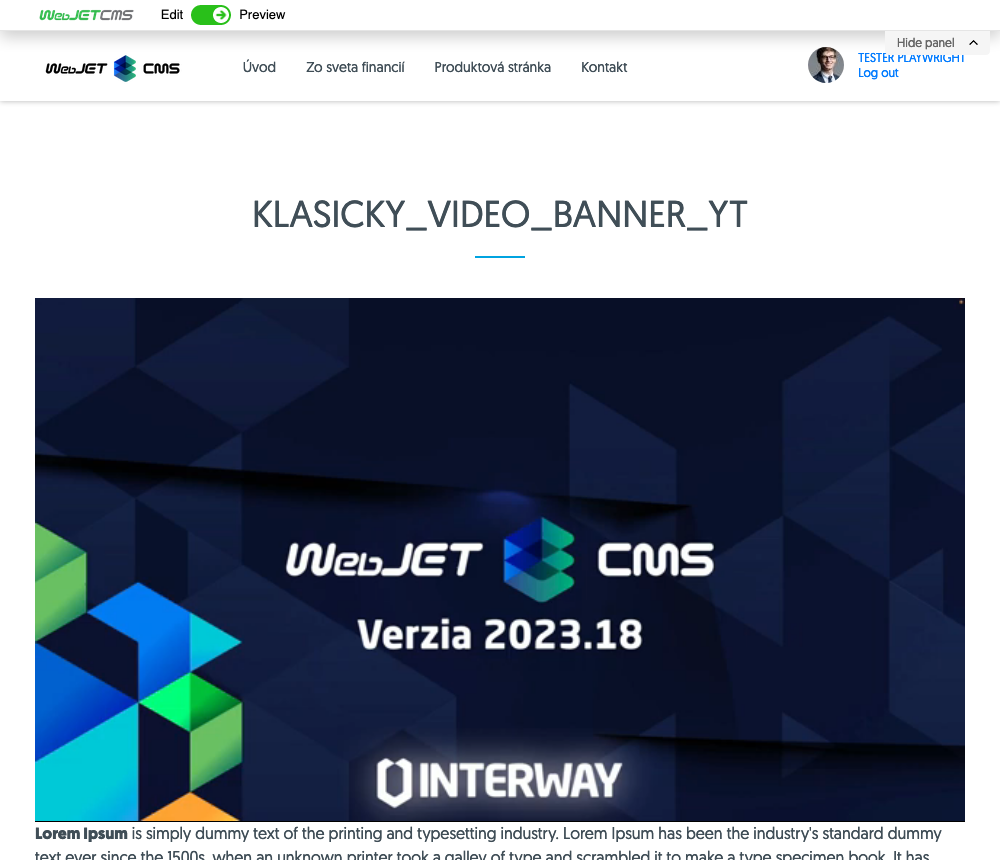 WebJETCMS Edit Preview
Hide panel
WebJET CMS Úvod Zo sveta financií Produktová stránka Kontakt TESTER PLAYWRIGHT
Log out
KLASICKY_VIDEO_BANNER_YT
WebJET CMS
Verzia 2023.18
INTERWAY
Lorem Ipsum is simply dummy text of the printing and typesetting industry. Lorem Ipsum has been the industry's standard dummy
text ever since the 1500s, when an unknown printer took a galley of type and scrambled it to make a type specimen book. It has